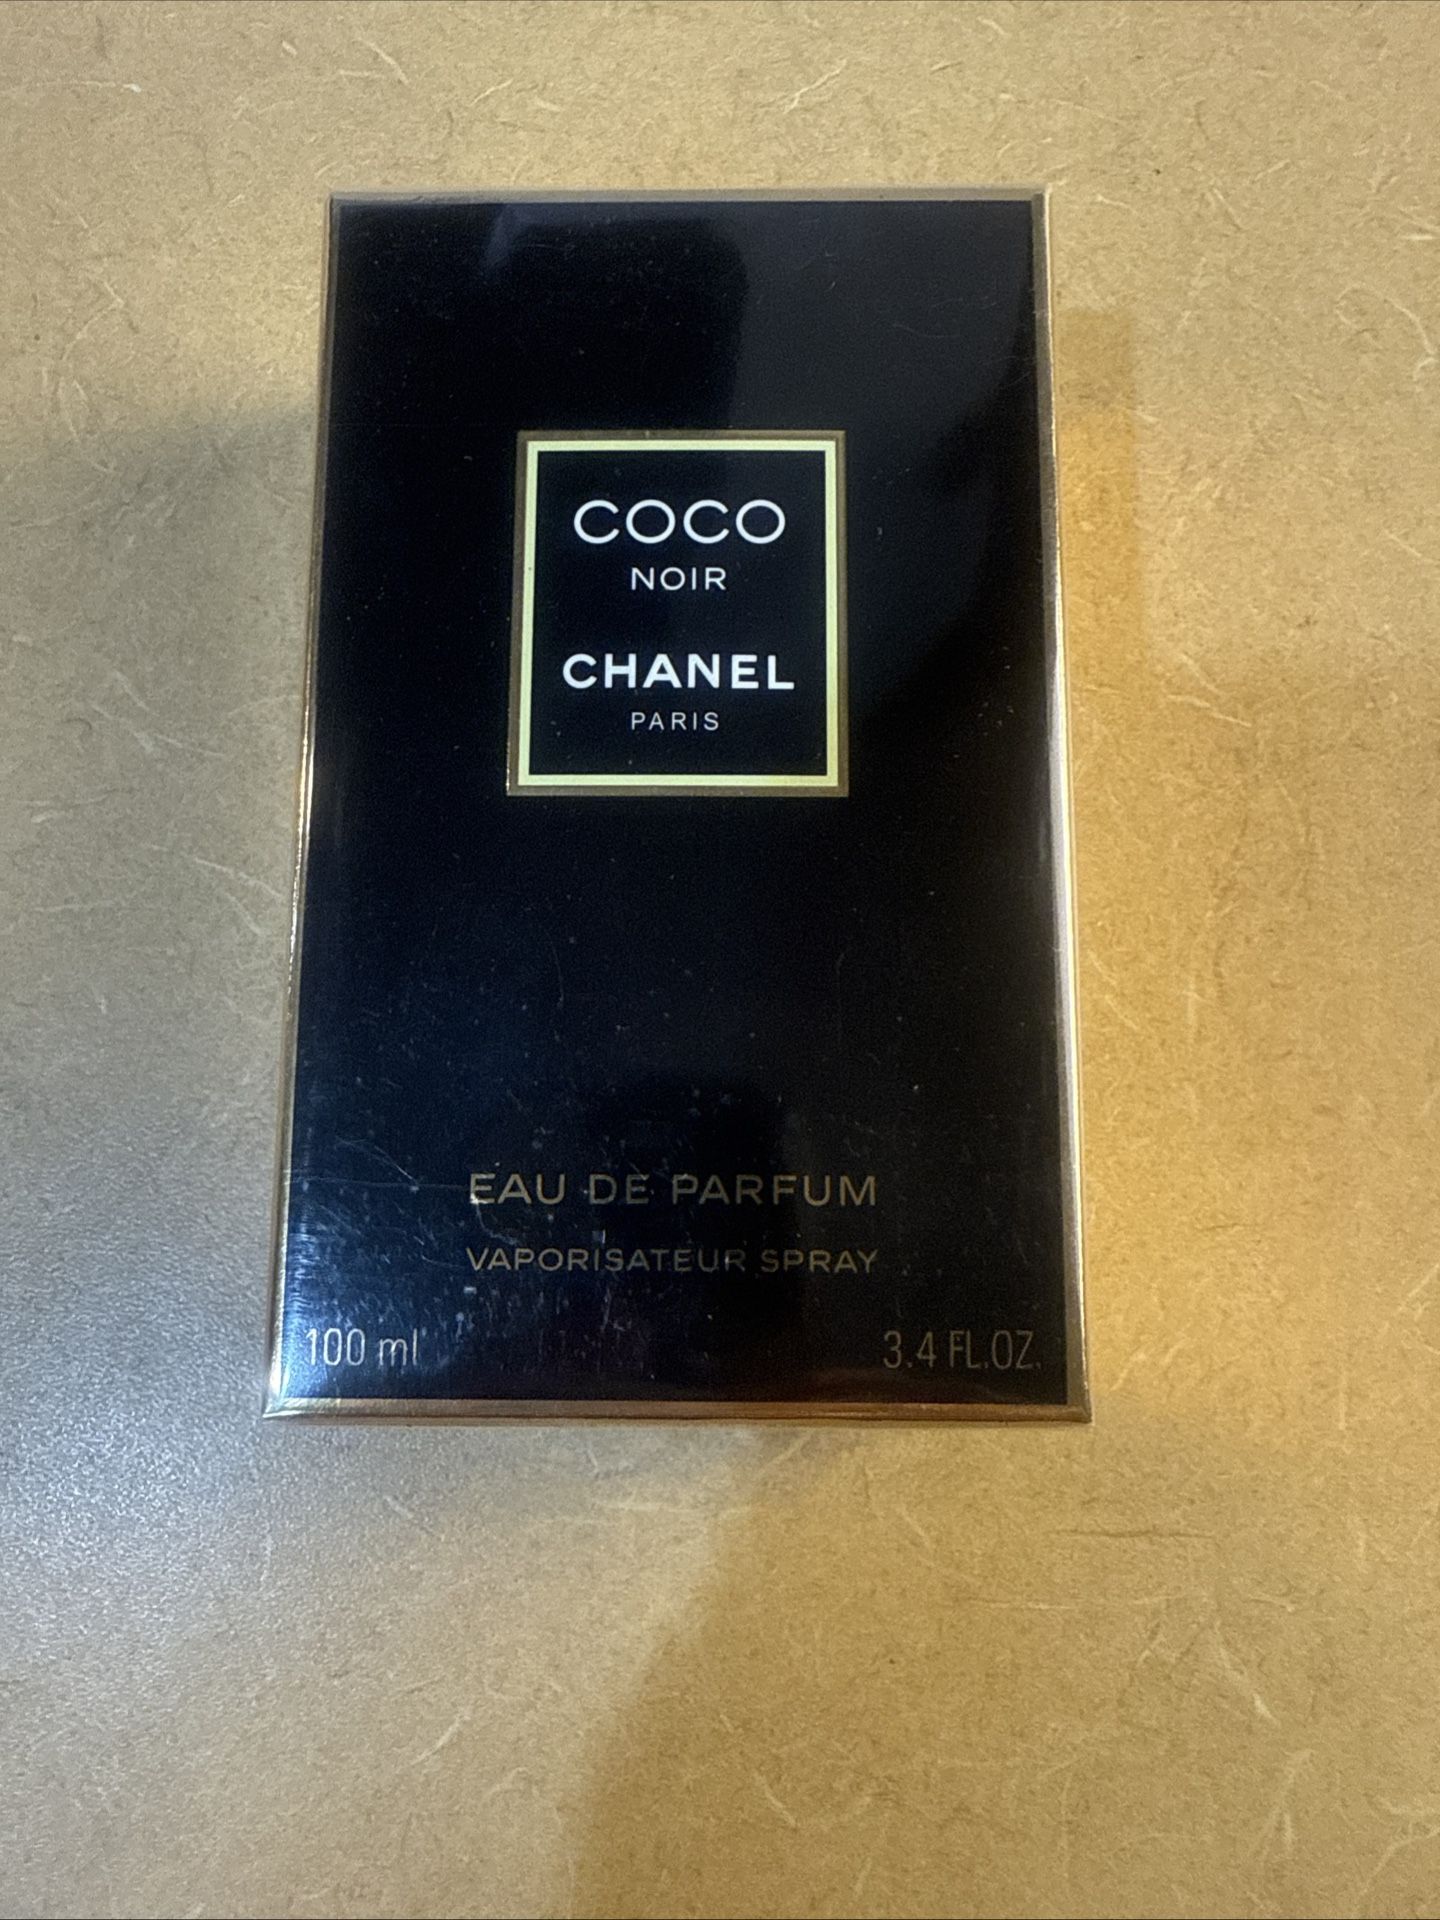 COCO
NOIR
CHANEL
PARIS
EAU DE PARFUM
VAPORISATEUR SPRAY
100 ml 3.4 FL.OZ.